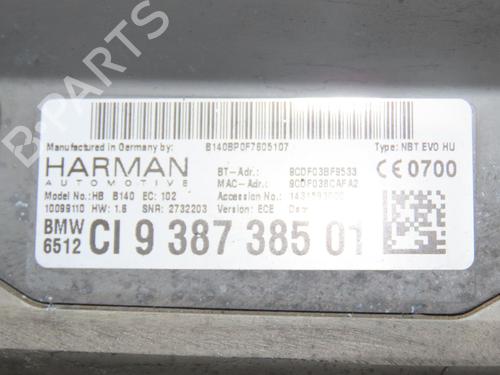 B-PARTS
Manufactured in Germany by: B140BP0F7605107 Type: NBT EVO HU
HARMAN BT-Adr.: 9CDF03BF9533 CE 0700
AUTOMOTIVE MAC-Adr.: 9CDF03BCAFA2
Model No.: HB B140 EC: 102 Accession No.:
10099110 HW: 1.6 SNR: 2732203 Version: ECE
BMW
6512 CI 9 387 385 01